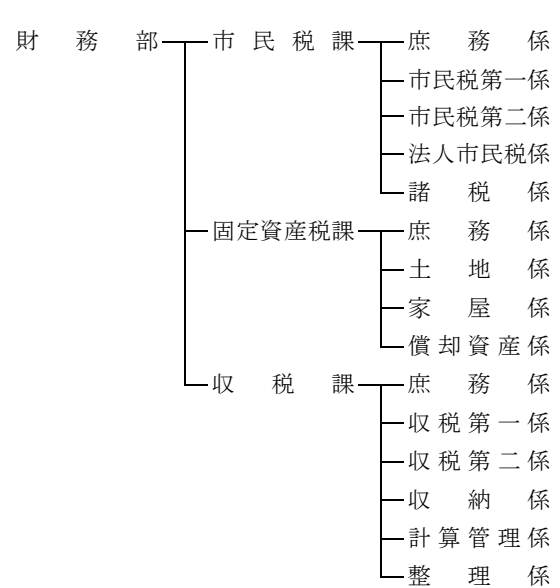 財務部 市民税課 庶務係
市民税第一係
市民税第二係
法人市民税係
諸税係
固定資産税課 庶務係
土地係
家屋係
償却資産係
収税課 庶務係
収税第一係
収税第二係
収納係
計算管理係
整理係